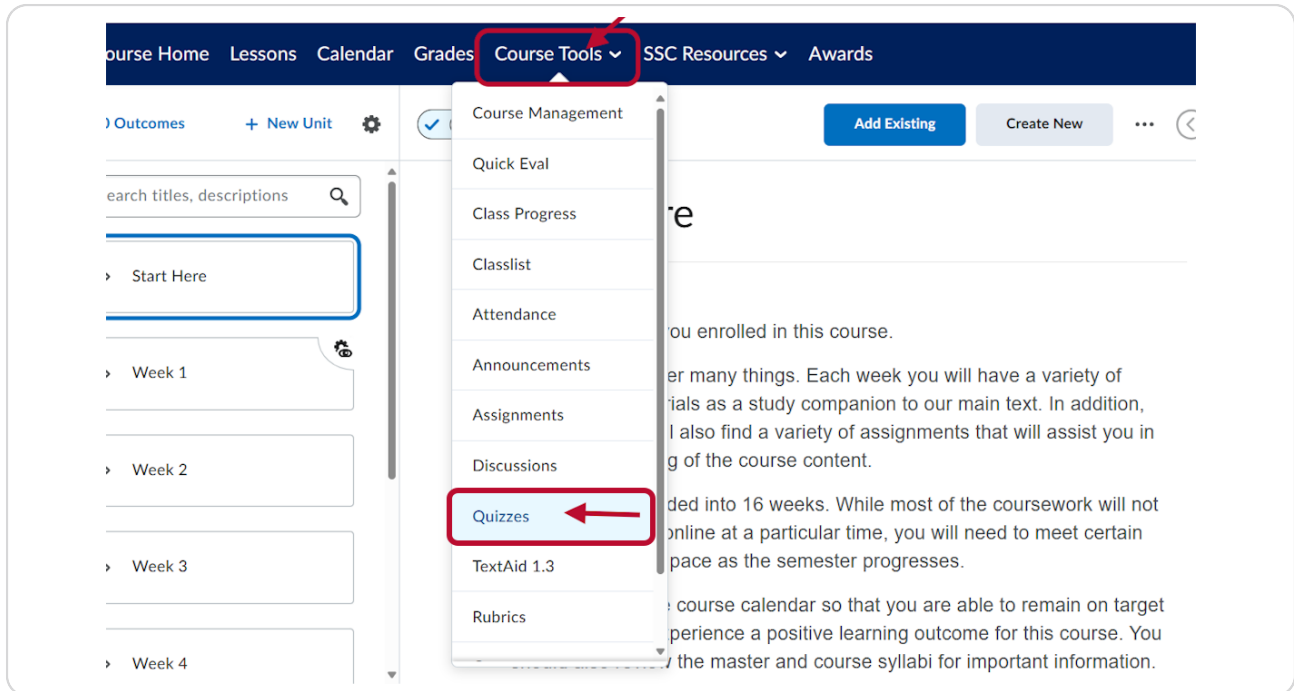 ourse Home Lessons Calendar Grades Course Tools SSC Resources Awards
Outcomes + New Unit
Add Existing Create New ...
earch titles, descriptions
Start Here
Week 1
Week 2
Week 3
Week 4
Course Management
Quick Eval
Class Progress
Classlist
Attendance
Announcements
Assignments
Discussions
Quizzes
TextAid 1.3
Rubrics
re
ou enrolled in this course.
er many things. Each week you will have a variety of
rials as a study companion to our main text. In addition,
l also find a variety of assignments that will assist you in
g of the course content.
ded into 16 weeks. While most of the coursework will not
online at a particular time, you will need to meet certain
pace as the semester progresses.
course calendar so that you are able to remain on target
perience a positive learning outcome for this course. You
the master and course syllabi for important information.